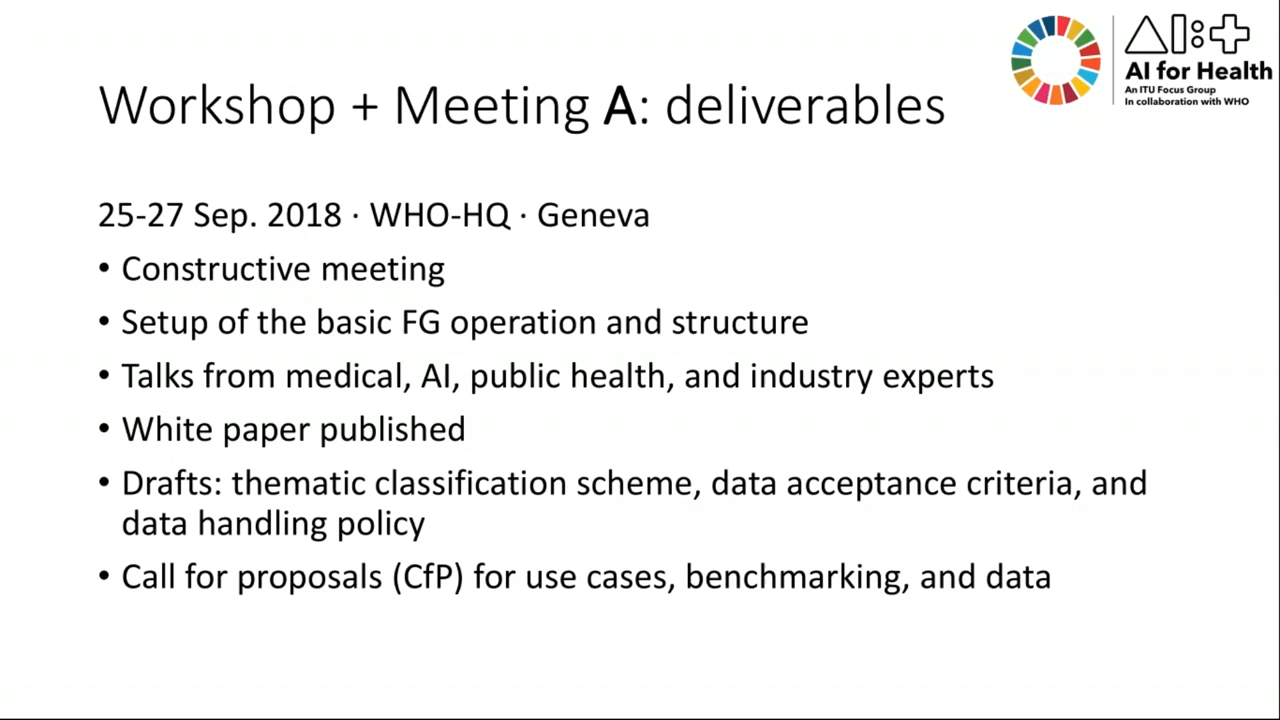 AI for Health
An ITU Focus Group
In collaboration with WHO
Workshop + Meeting A: deliverables
25-27 Sep. 2018 · WHO-HQ · Geneva
• Constructive meeting
• Setup of the basic FG operation and structure
• Talks from medical, AI, public health, and industry experts
• White paper published
• Drafts: thematic classification scheme, data acceptance criteria, and
data handling policy
• Call for proposals (CfP) for use cases, benchmarking, and data